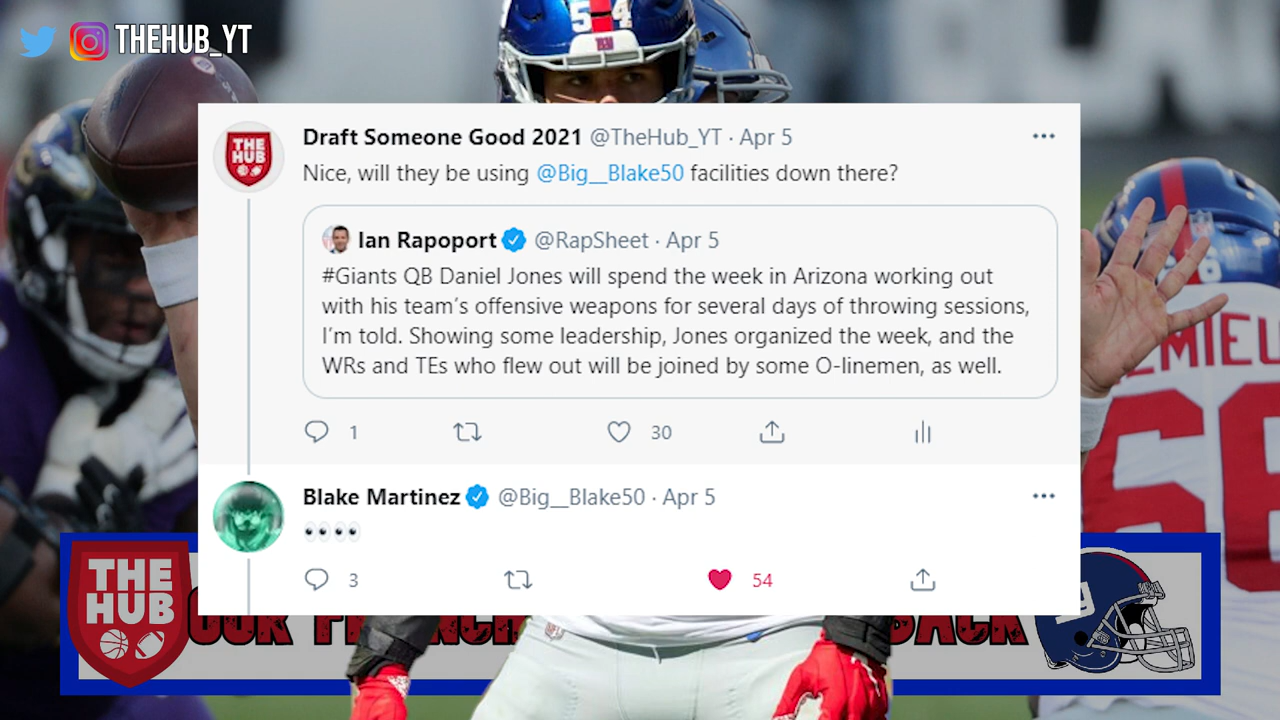 THEHUB_YT
54
Draft Someone Good 2021 @TheHub_YT · Apr 5
THE
HUB
Nice, will they be using @Big__Blake50 facilities down there?
Ian Rapoport @RapSheet · Apr 5
#Giants QB Daniel Jones will spend the week in Arizona working out
with his team's offensive weapons for several days of throwing sessions,
I'm told. Showing some leadership, Jones organized the week, and the
WRs and TEs who flew out will be joined by some O-linemen, as well.
1 30
Blake Martinez @Big__Blake50 · Apr 5
👀👀
3 54
THE
HUB
OUR